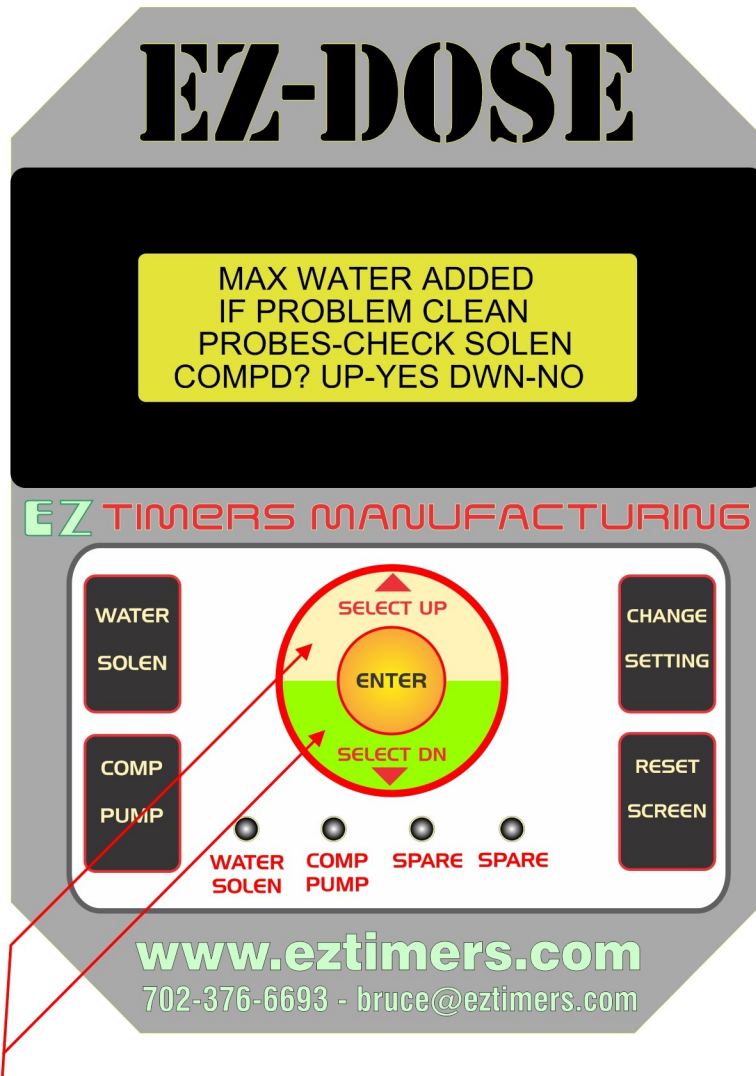 EZ-DOSE
MAX WATER ADDED
IF PROBLEM CLEAN
PROBES-CHECK SOLEN
COMPD? UP-YES DWN-NO
EZ TIMERS MANUFACTURING
WATER
SOLEN
SELECT UP
ENTER
SELECT DN
CHANGE
SETTING
COMP
PUMP
RESET
SCREEN
WATER
SOLEN
COMP
PUMP
SPARE
SPARE
www.eztimers.com
702-376-6693 - bruce@eztimers.com